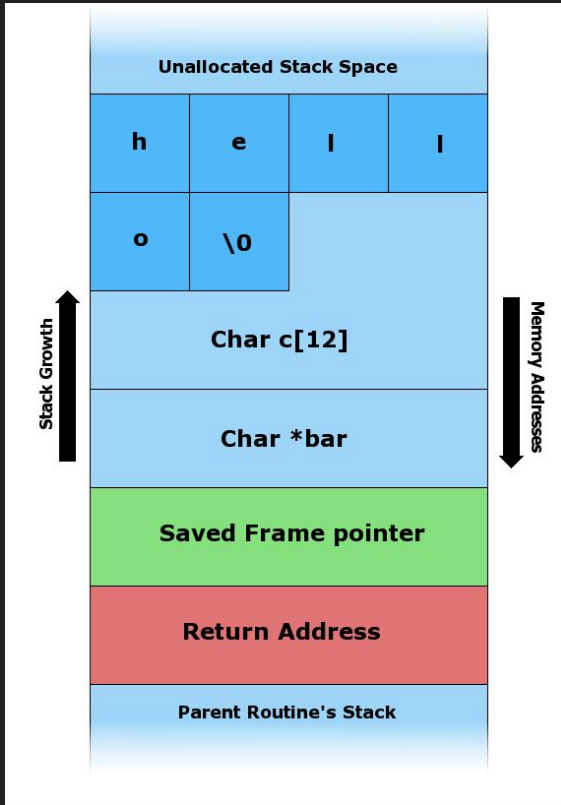 Unallocated Stack Space
h e l l
o \0
Char c[12]
Char *bar
Saved Frame pointer
Return Address
Parent Routine's Stack
Stack Growth
Memory Addresses